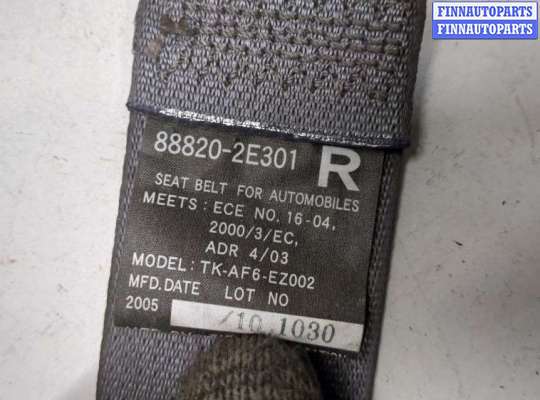 FINNAUTOPARTS
FINNAUTOPARTS
88820-2E301 R
SEAT BELT FOR AUTOMOBILES
MEETS: ECE NO. 16-04,
2000/3/EC,
ADR 4/03
MODEL: TK-AF6-EZ002
MFD.DATE LOT NO
2005 /10.1030